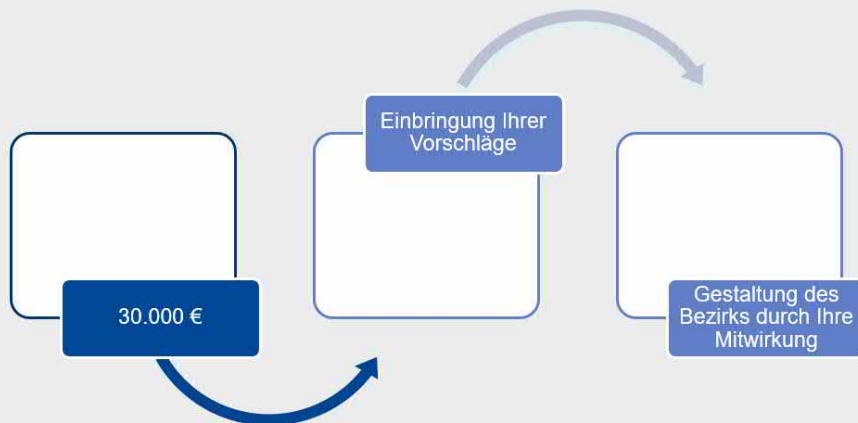 30.000 €
Einbringung Ihrer
Vorschläge
Gestaltung des
Bezirks durch Ihre
Mitwirkung